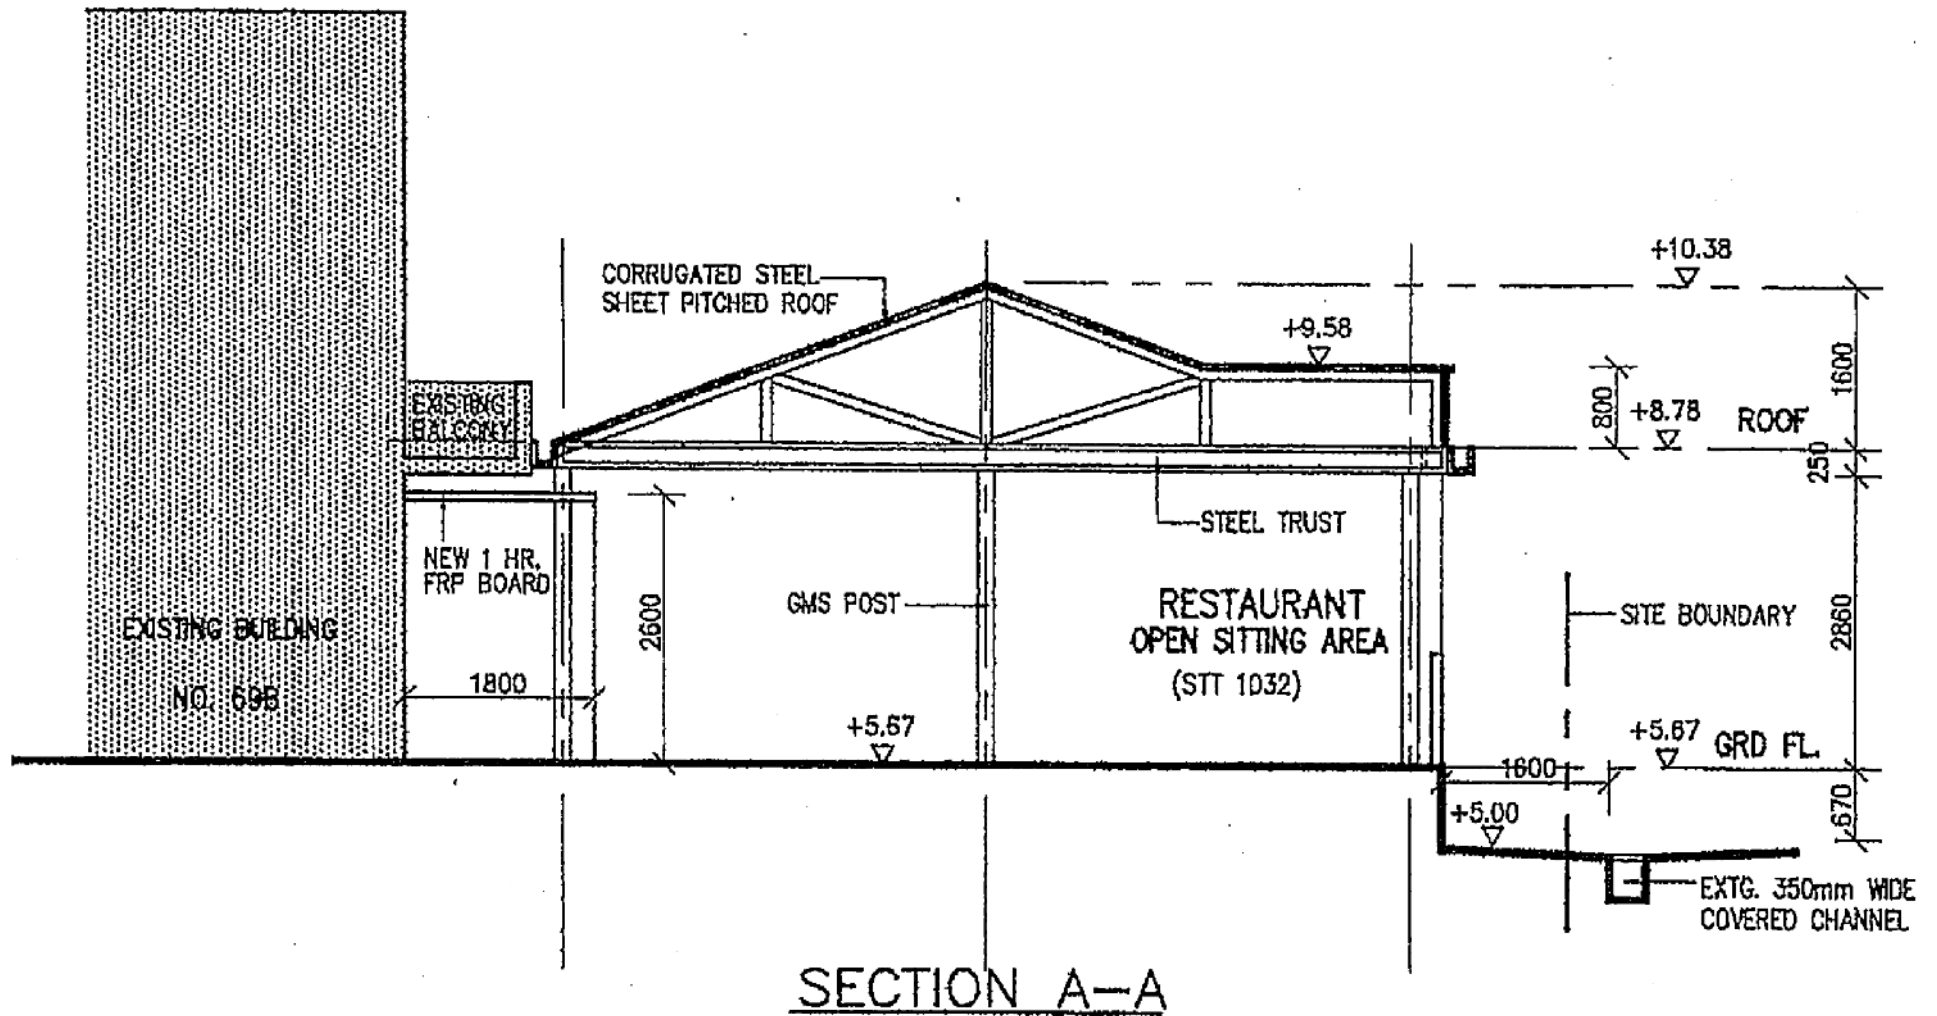 +10.38
CORRUGATED STEEL
SHEET PITCHED ROOF
+9.58
1600
800
+8.78
ROOF
EXISTING
BALCONY
250
STEEL TRUST
NEW 1 HR.
FRP BOARD
2600
GMS POST
RESTAURANT
OPEN SITTING AREA
(STT 1032)
SITE BOUNDARY
2860
EXISTING BUILDING
NO. 69B
1800
+5.67
+5.67
GRD FL.
1600
+5.00
670
EXTG. 350mm WIDE
COVERED CHANNEL
SECTION A-A